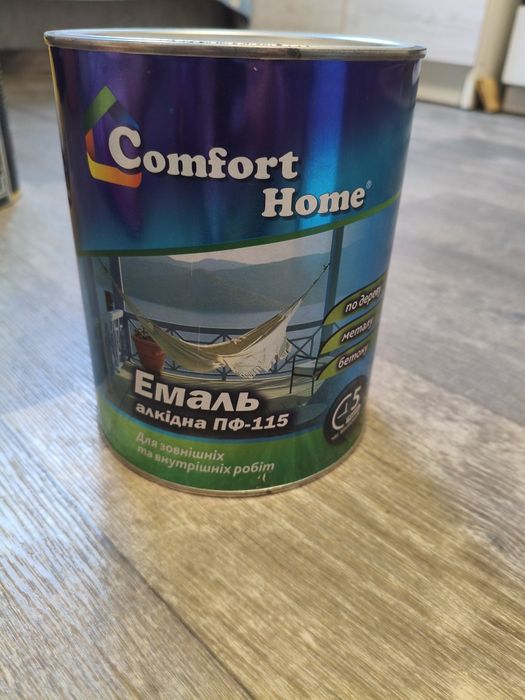 Comfort
Home®
по дереву
металу
бетону
Емаль
алкідна ПФ-115
5
Для зовнішніх
та внутрішніх робіт